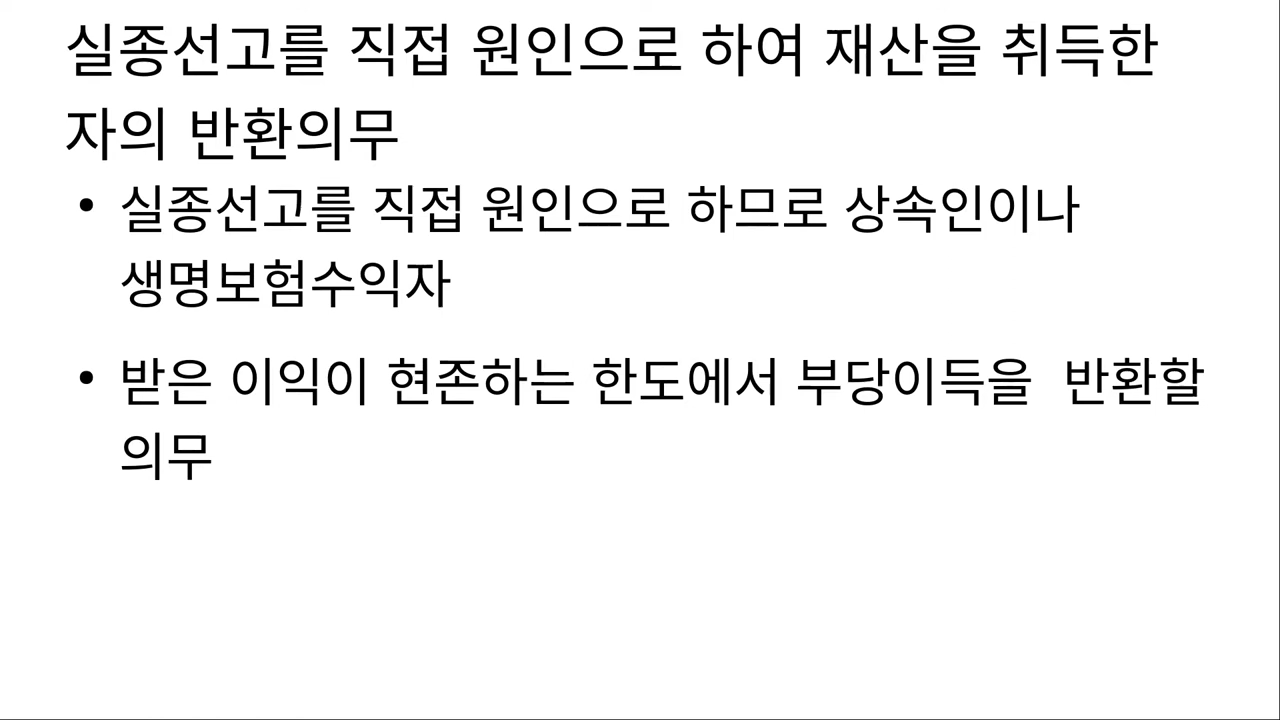 실종선고를 직접 원인으로 하여 재산을 취득한
자의 반환의무
• 실종선고를 직접 원인으로 하므로 상속인이나
생명보험수익자
• 받은 이익이 현존하는 한도에서 부당이득을  반환할
의무